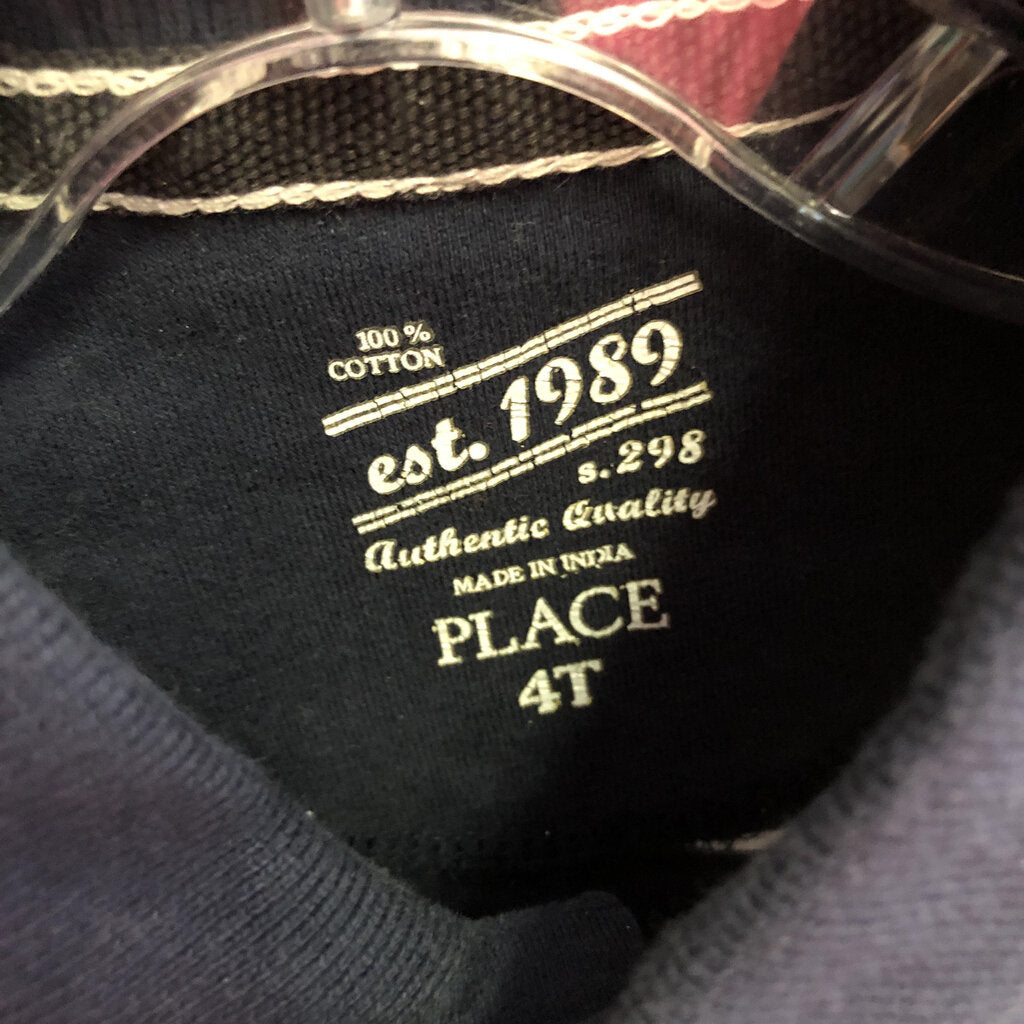 100 %
COTTON
est. 1989
s. 298
Authentic Quality
MADE IN INDIA
PLACE
4T